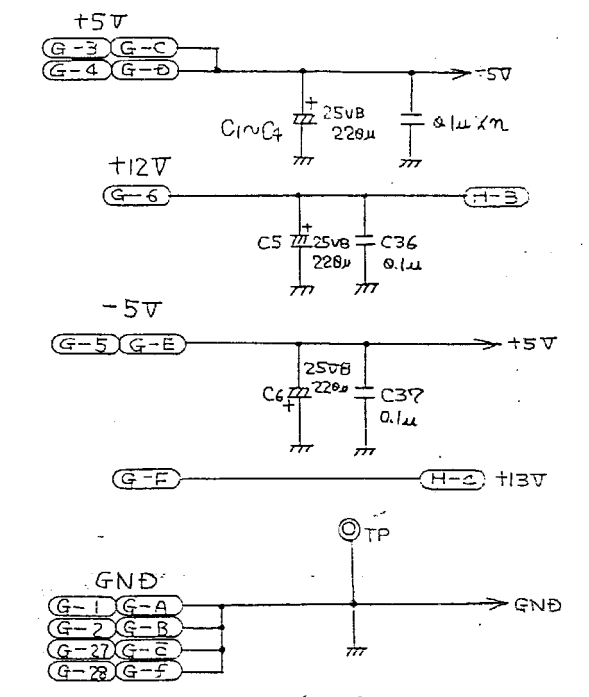 +5V
G-3 G-C
G-4 G-D
-5V
+
25VB
220μ
C1~C4
0.1μ×n
+12V
G-6
H-3
+
C5
25VB
220μ
C36
0.1μ
-5V
G-5 G-E
+5V
25VB
220μ
C6
+
C37
0.1μ
G-F
H-C
+13V
TP
GND
G-1 G-A
G-2 G-B
GND
G-27 G-e̅
G-28 G-f